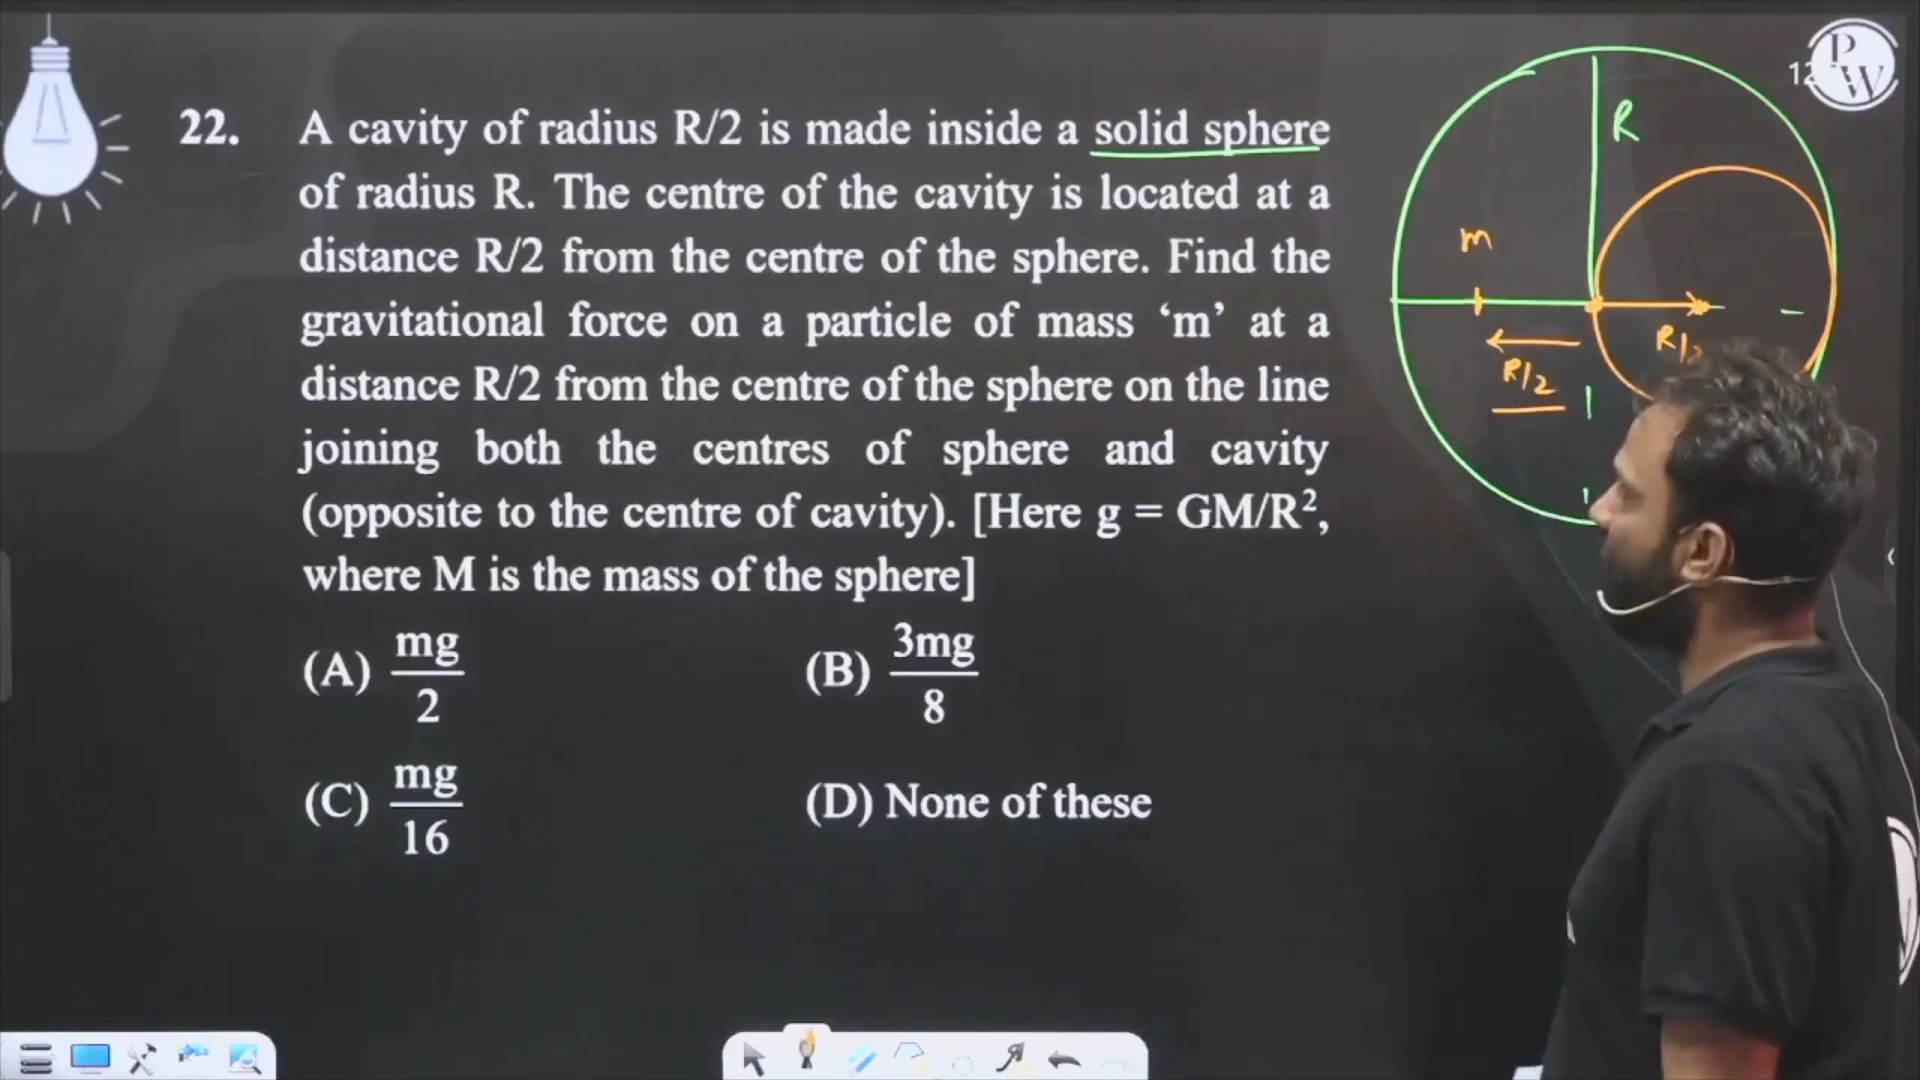 22. A cavity of radius R/2 is made inside a solid sphere
of radius R. The centre of the cavity is located at a
distance R/2 from the centre of the sphere. Find the
gravitational force on a particle of mass ‘m’ at a
distance R/2 from the centre of the sphere on the line
joining both the centres of sphere and cavity
(opposite to the centre of cavity). [Here g = GM/R²,
where M is the mass of the sphere]
(A) mg/2 (B) 3mg/8
(C) mg/16 (D) None of these
PW
R
m
R/2